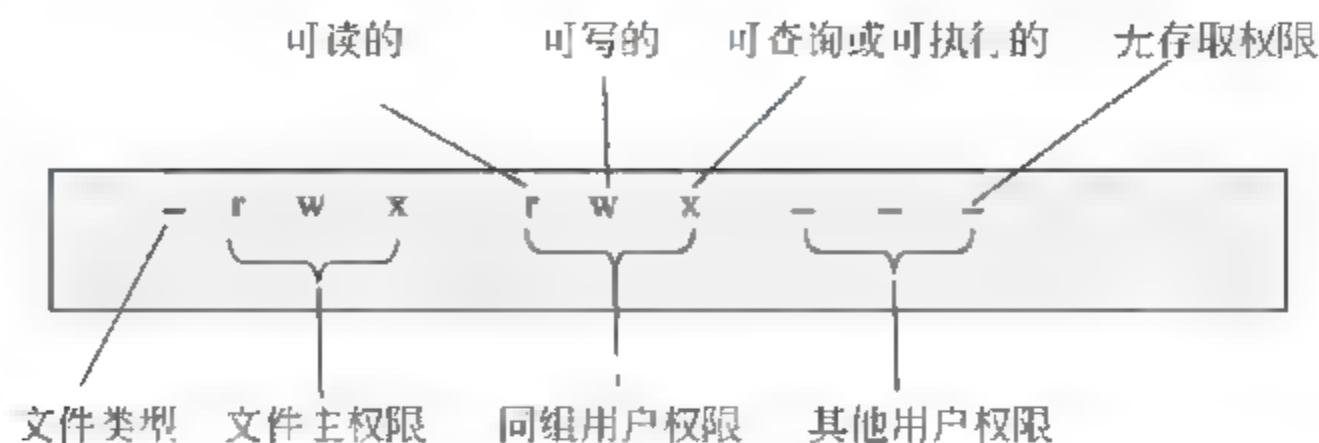 可读的 可写的 可查询或可执行的 无存取权限
- r w x r w x - - -
文件类型 文件主权限 同组用户权限 其他用户权限